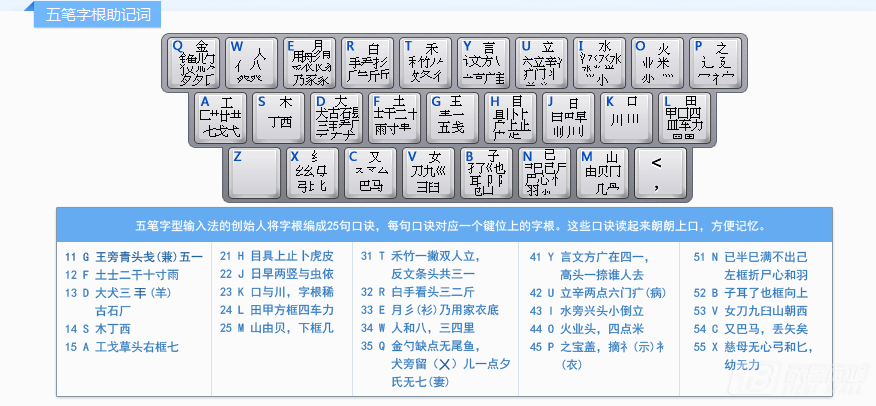 五笔字根助记词
Q 金
W 人
E 月
R 白
T 禾
Y 言
U 立
I 水
O 火
P 之
A 工
S 木
丁西
D 大
F 土
G 王
五戋
H 目
J 日
K 口
川
L 田
Z
X 纟
C 又
巴马
V 女
刀九巛
彐臼
B 子
N 已
M 山
由贝
几
<
,
五笔字型输入法的创始人将字根编成25句口诀，每句口诀对应一个键位上的字根。这些口诀读起来朗朗上口，方便记忆。
11 G 王旁青头戋(兼)五一
12 F 土士二干十寸雨
13 D 大犬三 (羊)
古石厂
14 S 木丁西
15 A 工戈草头右框七
21 H 目具上止卜虎皮
22 J 日早两竖与虫依
23 K 口与川，字根稀
24 L 田甲方框四车力
25 M 山由贝，下框几
31 T 禾竹一撇双人立，
反文条头共三一
32 R 白手看头三二斤
33 E 月彡(衫)乃用家衣底
34 W 人和八，三四里
35 Q 金勺缺点无尾鱼，
犬旁留（乂）儿一点夕
氏无七(妻)
41 Y 言文方广在四一，
高头一捺谁人去
42 U 立辛两点六门疒(病)
43 I 水旁兴头小倒立
44 O 火业头，四点米
45 P 之宝盖，摘礻(示)衤
(衣)
51 N 已半巳满不出己
左框折尸心和羽
52 B 子耳了也框向上
53 V 女刀九臼山朝西
54 C 又巴马，丢矢矣
55 X 慈母无心弓和匕，
幼无力